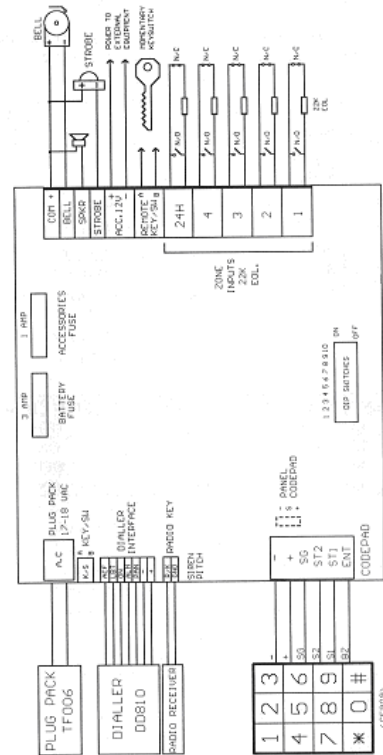 BELL
STROBE
POWER TO
EXTERNAL
EQUIPMENT
MOMENTARY
KEYSWITCH
N/C
N/C
N/C
N/C
N/C
N/O
N/O
N/O
N/O
N/O
22K
EOL
COM +
BELL
SPKR
STROBE
+
ACC.12V
-
REMOTE A
KEY/SW B
24H
4
3
2
1
ZONE
INPUTS
22K
EOL.
1 AMP
ACCESSORIES
FUSE
3 AMP
BATTERY
FUSE
1 2 3 4 5 6 7 8 9 10
ON
OFF
DIP SWITCHES
PLUG PACK
17-18 VAC
A.C
KEY/SW
A
B
K/S
DIALLER
INTERFACE
PAN
-
+
RADIO KEY
R/K
GND
SIREN
PITCH
- PANEL
S
+ CODEPAD
-
+
SG
ST2
ST1
ENT
CODEPAD
PLUG PACK
TF006
DIALLER
DD810
RADIO RECEIVER
-
+
SG
S2
S1
BZ
1 2 3
4 5 6
7 8 9
* 0 #